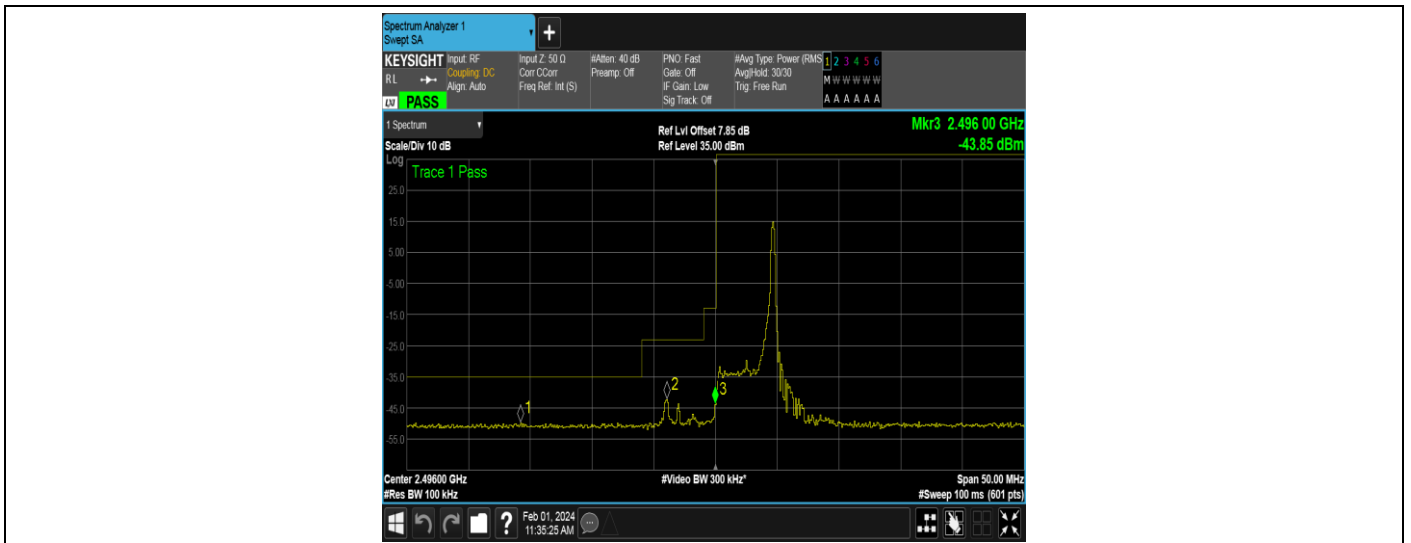 Spectrum Analyzer 1
Swept SA
+
KEYSIGHT Input: RF Input Z: 50 Ω #Atten: 40 dB PNO: Fast #Avg Type: Power (RMS 1 2 3 4 5 6
RL Coupling: DC Corr CCorr Preamp: Off Gate: Off Avg|Hold: 30/30 M W W W W W
Align: Auto Freq Ref: Int (S) IF Gain: Low Trig: Free Run
LXI PASS Sig Track: Off A A A A A A
1 Spectrum Ref Lvl Offset 7.85 dB Mkr3 2.496 00 GHz
Scale/Div 10 dB Ref Level 35.00 dBm -43.85 dBm
Log
Trace 1 Pass
25.0
15.0
5.00
-5.00
-15.0
-25.0
-35.0
2
3
-45.0
1
-55.0
Center 2.49600 GHz #Video BW 300 kHz* Span 50.00 MHz
#Res BW 100 kHz #Sweep 100 ms (601 pts)
? Feb 01, 2024
11:35:25 AM